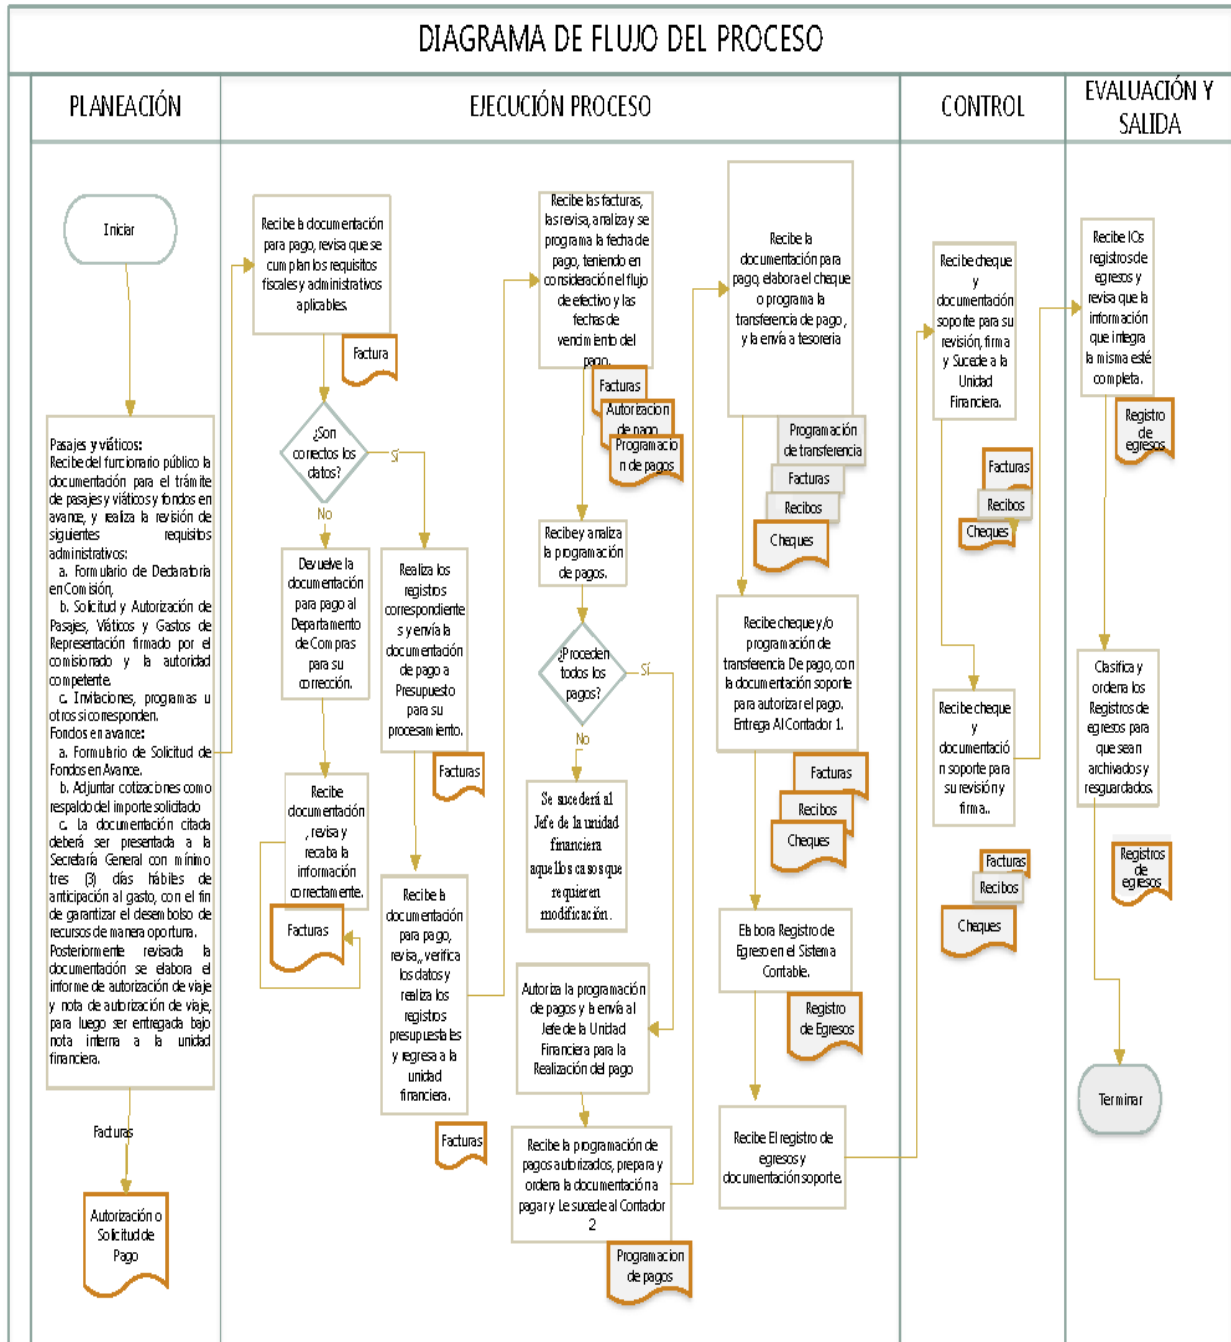 DIAGRAMA DE FLUJO DEL PROCESO
PLANEACIÓN
EJECUCIÓN PROCESO
CONTROL
EVALUACIÓN Y
SALIDA
Iniciar
Pasajes y viáticos:
Recibe del funcionario público la
documentación para el trámite
de pasajes y viáticos y fondos en
avance, y realiza la revisión de
siguientes requisitos
administrativos:
a. Formulario de Declaratoria
en Comisión,
b. Solicitud y Autorización de
Pasajes, Viáticos y Gastos de
Representación firmado por el
comisionado y la autoridad
competente.
c. Invitaciones, programas u
otros si corresponden.
Fondos en avance:
a. Formulario de Solicitud de
Fondos en Avance.
b. Adjuntar cotizaciones como
respaldo del importe solicitado
c. La documentación citada
deberá ser presentada a la
Secretaría General con mínimo
tres (3) días hábiles de
anticipación al gasto, con el fin
de garantizar el desembolso de
recursos de manera oportura.
Posteriormente revisada la
documentación se elabora el
informe de autorización de viaje
y nota de autorización de viaje,
para luego ser entregada bajo
nota interna a la unidad
financiera.
Facturas
Autorización o
Solicitud de
Pago
Recibe la documentación
para pago, revisa que se
cumplan los requisitos
fiscales y administrativos
aplicables.
Factura
¿Son
correctos los
datos?
Sí
No
Devuelve la
documentación
para pago al
Departamento
de Compras
para su
corrección.
Recibe
documentación
, revisa y
recaba la
información
correctamente.
Facturas
Realiza los
registros
correspondiente
s y envía la
documentación
de pago a
Presupuesto
para su
procesamiento.
Facturas
Recibe la
documentación
para pago,
revisa,, verifica
los datos y
realiza los
registros
presupuestales
y regresa a la
unidad
financiera.
Facturas
Recibe las facturas,
las revisa, analiza y se
programa la fecha de
pago, teniendo en
consideración el flujo
de efectivo y las
fechas de
vencimiento del
pago.
Facturas
Autorizacion
de pago
Programacio
n de pagos
Recibe y analiza
la programación
de pagos.
¿Proceden
todos los
pagos?
Sí
No
Se sucederá al
Jefe de la unidad
financiera
aquellos casos que
requieren
modificación.
Autoriza la programación
de pagos y la envía al
Jefe de la Unidad
Financiera para la
Realización del pago
Recibe la programación de
pagos autorizados, prepara y
ordena la documentación a
pagar y Le sucede al Contador
2
Programacion
de pagos
Recibe la
documentación para
pago, elabora el cheque
o programa la
transferencia de pago ,
y la envía a tesoreria
Programación
de transferencia
Facturas
Recibos
Cheques
Recibe cheque y/o
programación de
transferencia De pago, con
la documentación soporte
para autorizar el pago.
Entrega Al Contador 1.
Facturas
Recibos
Cheques
Elabora Registro de
Egreso en el Sistema
Contable.
Registro
de Egresos
Recibe El registro de
egresos y
documentación soporte.
Recibe cheque
y
documentación
soporte para su
revisión, firma
y Sucede a la
Unidad
Financiera.
Facturas
Recibos
Cheques
Recibe cheque
y
documentació
n soporte para
su revisión y
firma..
Facturas
Recibos
Cheques
Recibe lOs
registros de
egresos y
revisa que la
información
que integra
la misma esté
completa.
Registro
de
egresos
Clasifica y
ordena los
Registros de
egresos para
que sean
archivados y
resguardados.
Registros
de
egresos
Terminar